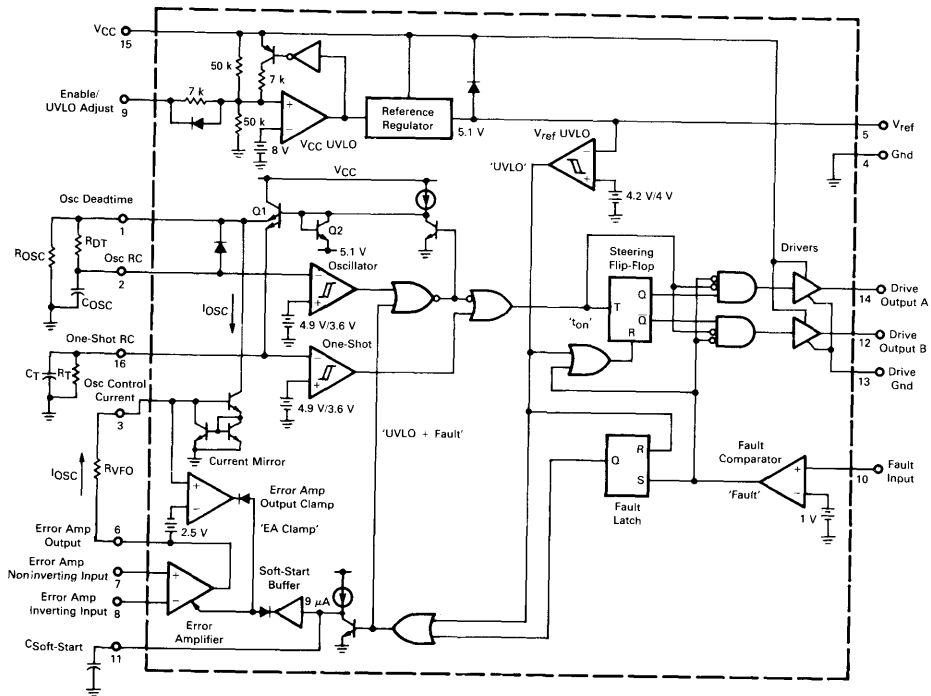 VCC
15
50 k
7 k
Enable/
UVLO Adjust
9
7 k
50 k
+
−
8 V
VCC UVLO
Reference
Regulator
5.1 V
Vref UVLO
−
+
'UVLO'
4.2 V/4 V
5
Vref
4
Gnd
VCC
Q1
Q2
5.1 V
Osc Deadtime
1
ROSC
RDT
Osc RC
2
COSC
IOSC
−
+
Oscillator
4.9 V/3.6 V
One-Shot RC
16
CT
RT
−
+
One-Shot
4.9 V/3.6 V
'ton'
Steering
Flip-Flop
T
Q
Q̅
R
Drivers
14
Drive
Output A
12
Drive
Output B
13
Drive
Gnd
Osc Control
Current
3
IOSC
RVFO
Current Mirror
'UVLO + Fault'
Q
R
S
Fault
Latch
Fault
Comparator
'Fault'
+
−
1 V
10
Fault
Input
+
−
2.5 V
Error Amp
Output Clamp
'EA Clamp'
Error Amp
Output
6
Error Amp
Noninverting Input
7
Error Amp
Inverting Input
8
+
−
Error
Amplifier
Soft-Start
Buffer
9 μA
CSoft-Start
11